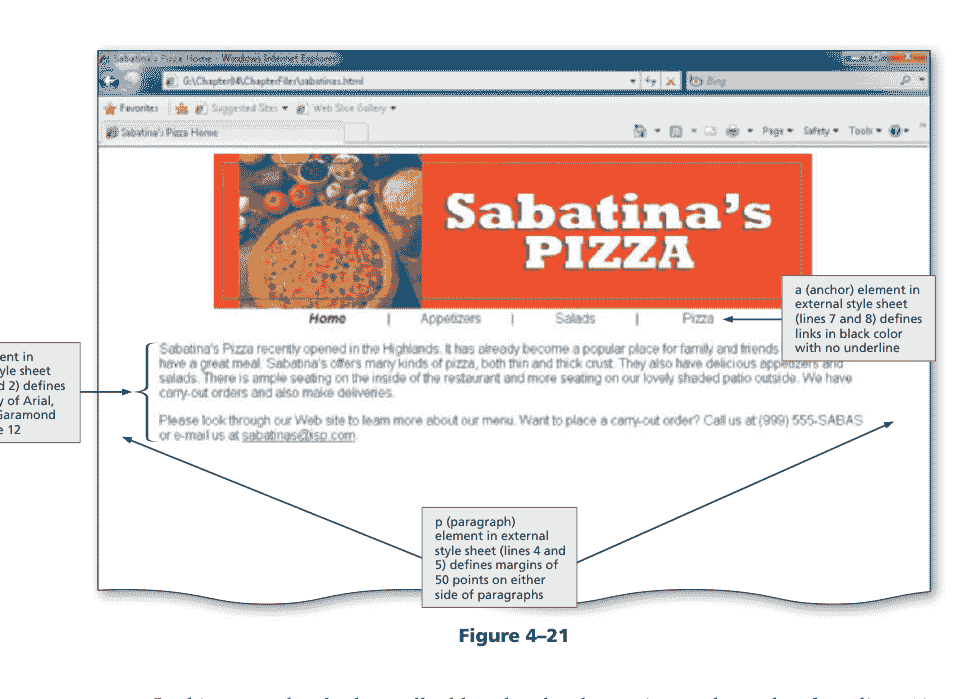 Sabatina's Pizza Home - Windows Internet Explorer
G:\Chapter04\ChapterFiles\sabatinas.html
Bing
Favorites
Suggested Sites
Web Slice Gallery
Sabatina's Pizza Home
Page
Safety
Tools
Sabatina's
PIZZA
Home | Appetizers | Salads | Pizza
a (anchor) element in
external style sheet
(lines 7 and 8) defines
links in black color
with no underline
ent in
yle sheet
d 2) defines
y of Arial,
Garamond
e 12
Sabatina's Pizza recently opened in the Highlands. It has already become a popular place for family and friends
have a great meal. Sabatina's offers many kinds of pizza, both thin and thick crust. They also have delicious appetizers and
salads. There is ample seating on the inside of the restaurant and more seating on our lovely shaded patio outside. We have
carry-out orders and also make deliveries.
Please look through our Web site to learn more about our menu. Want to place a carry-out order? Call us at (999) 555-SABAS
or e-mail us at sabatinas@isp.com.
p (paragraph)
element in external
style sheet (lines 4 and
5) defines margins of
50 points on either
side of paragraphs
Figure 4–21